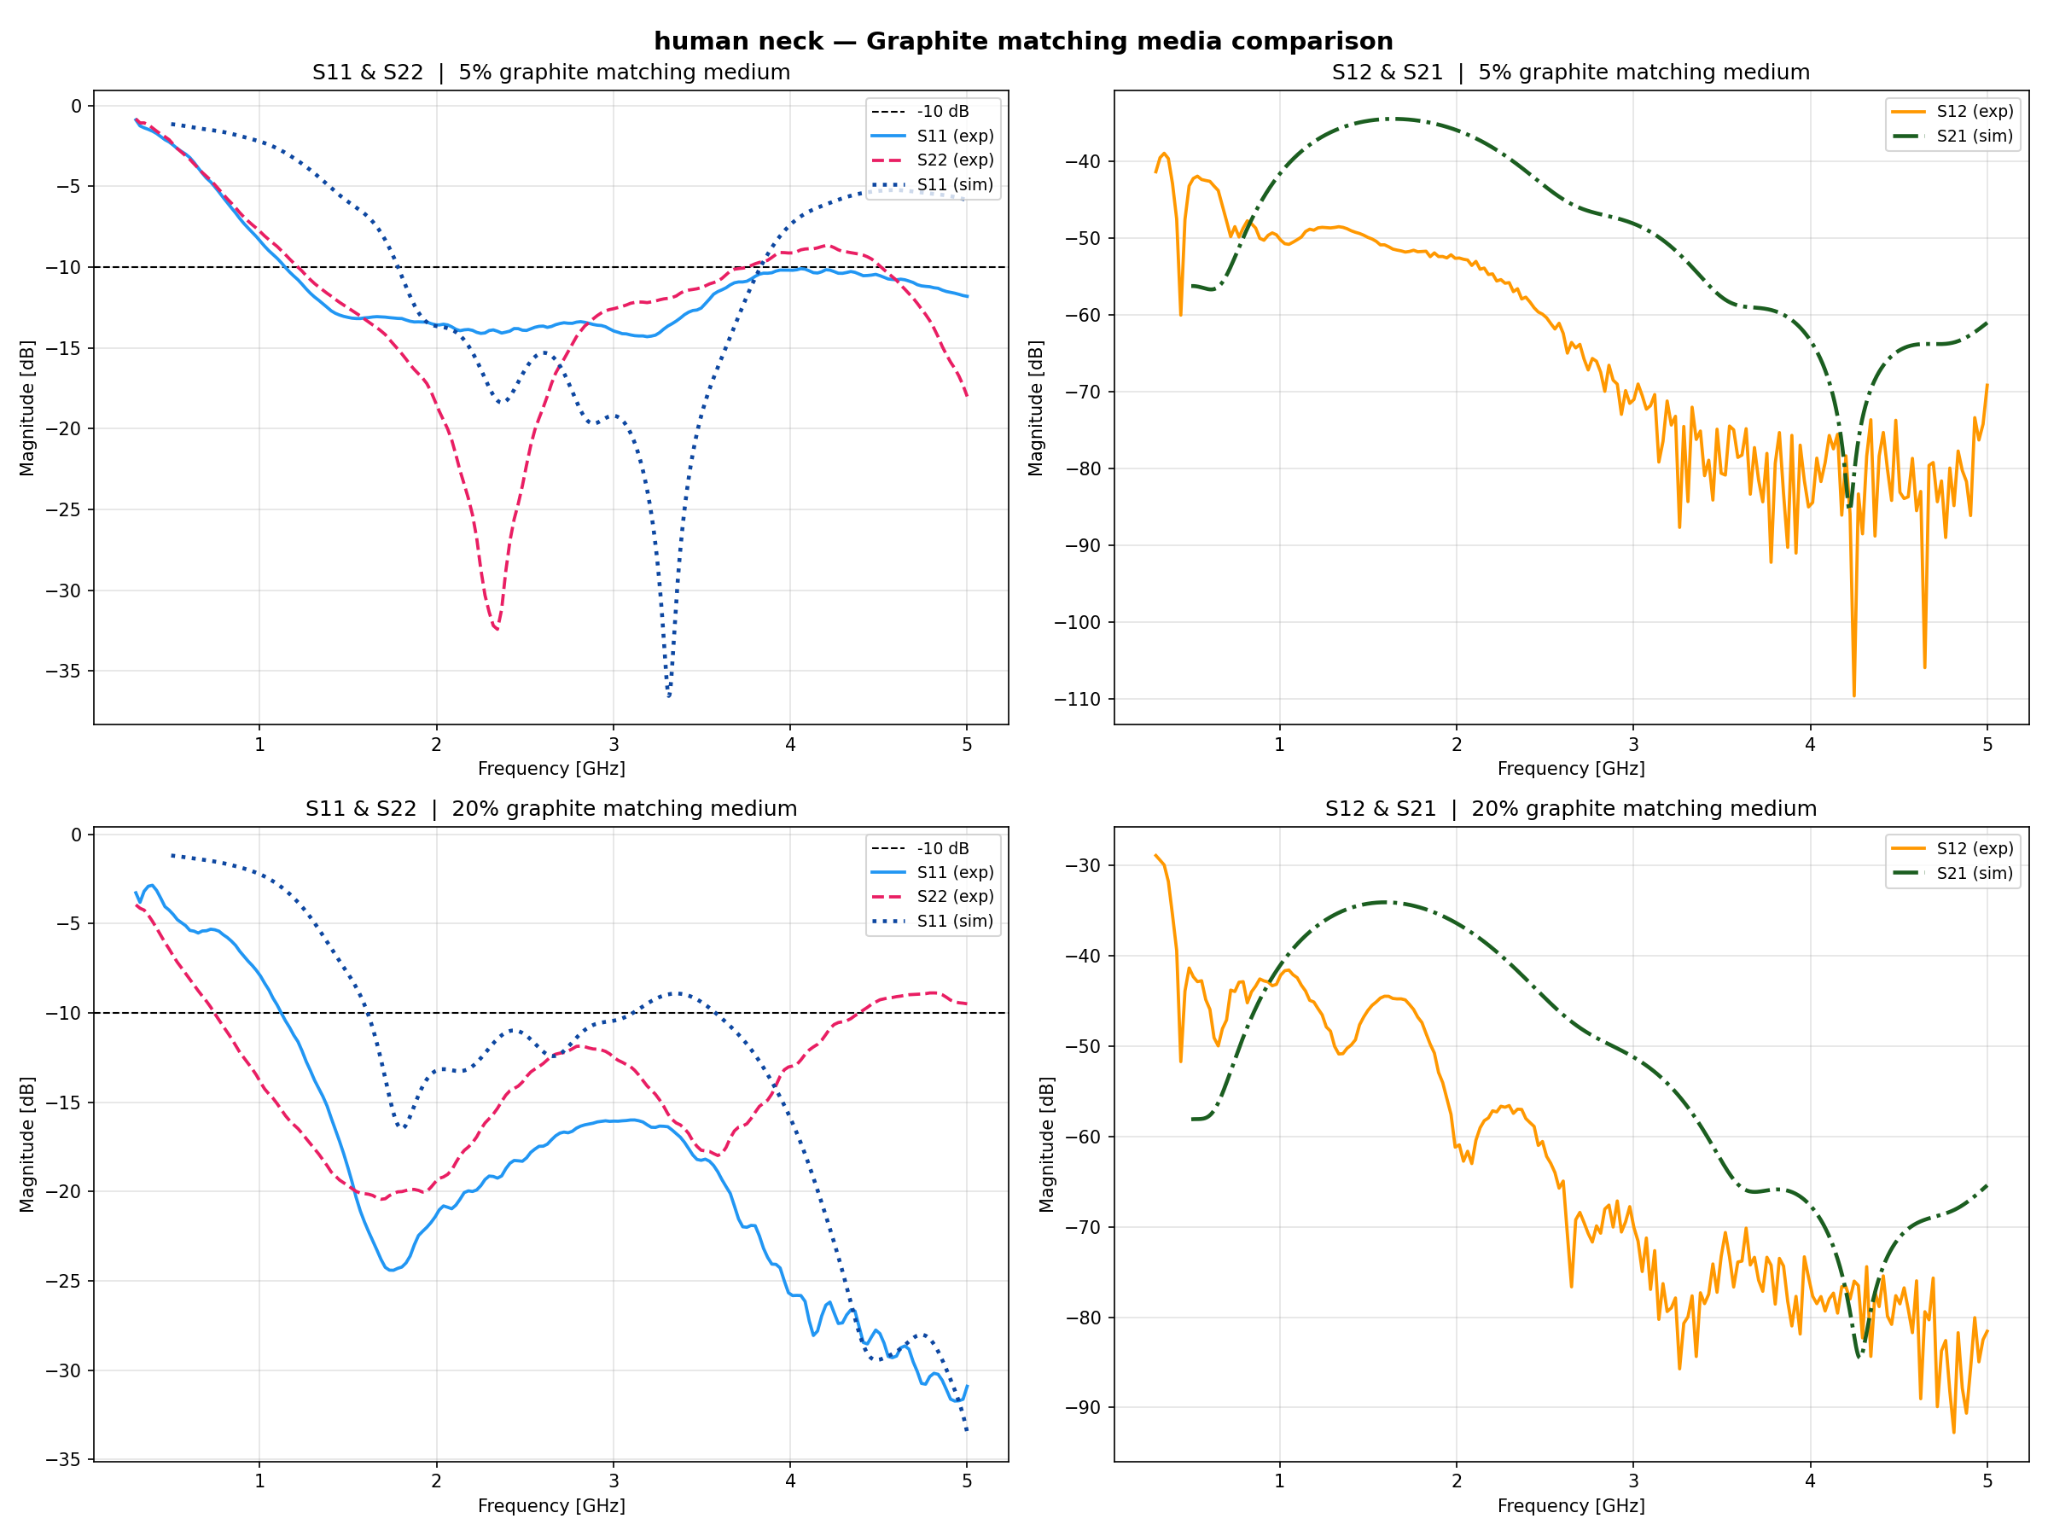 human neck — Graphite matching media comparison
S11 & S22 | 5% graphite matching medium
0
−5
−10
−15
−20
−25
−30
−35
Magnitude [dB]
-10 dB
S11 (exp)
S22 (exp)
S11 (sim)
1
2
3
4
5
Frequency [GHz]
S12 & S21 | 5% graphite matching medium
−40
−50
−60
−70
−80
−90
−100
−110
Magnitude [dB]
S12 (exp)
S21 (sim)
1
2
3
4
5
Frequency [GHz]
S11 & S22 | 20% graphite matching medium
0
−5
−10
−15
−20
−25
−30
−35
Magnitude [dB]
-10 dB
S11 (exp)
S22 (exp)
S11 (sim)
1
2
3
4
5
Frequency [GHz]
S12 & S21 | 20% graphite matching medium
−30
−40
−50
−60
−70
−80
−90
Magnitude [dB]
S12 (exp)
S21 (sim)
1
2
3
4
5
Frequency [GHz]